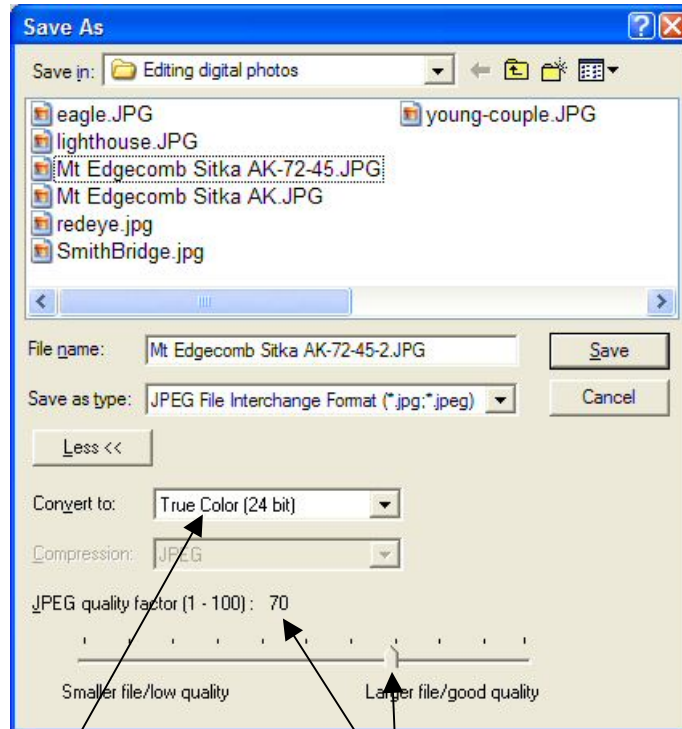 Save As
Save in: Editing digital photos
eagle.JPG
lighthouse.JPG
Mt Edgecomb Sitka AK-72-45.JPG
Mt Edgecomb Sitka AK.JPG
redeye.jpg
SmithBridge.jpg
young-couple.JPG
File name: Mt Edgecomb Sitka AK-72-45-2.JPG Save
Save as type: JPEG File Interchange Format (*.jpg;*.jpeg) Cancel
Less <<
Convert to: True Color (24 bit)
Compression: JPEG
JPEG quality factor (1 - 100) : 70
Smaller file/low quality Larger file/good quality